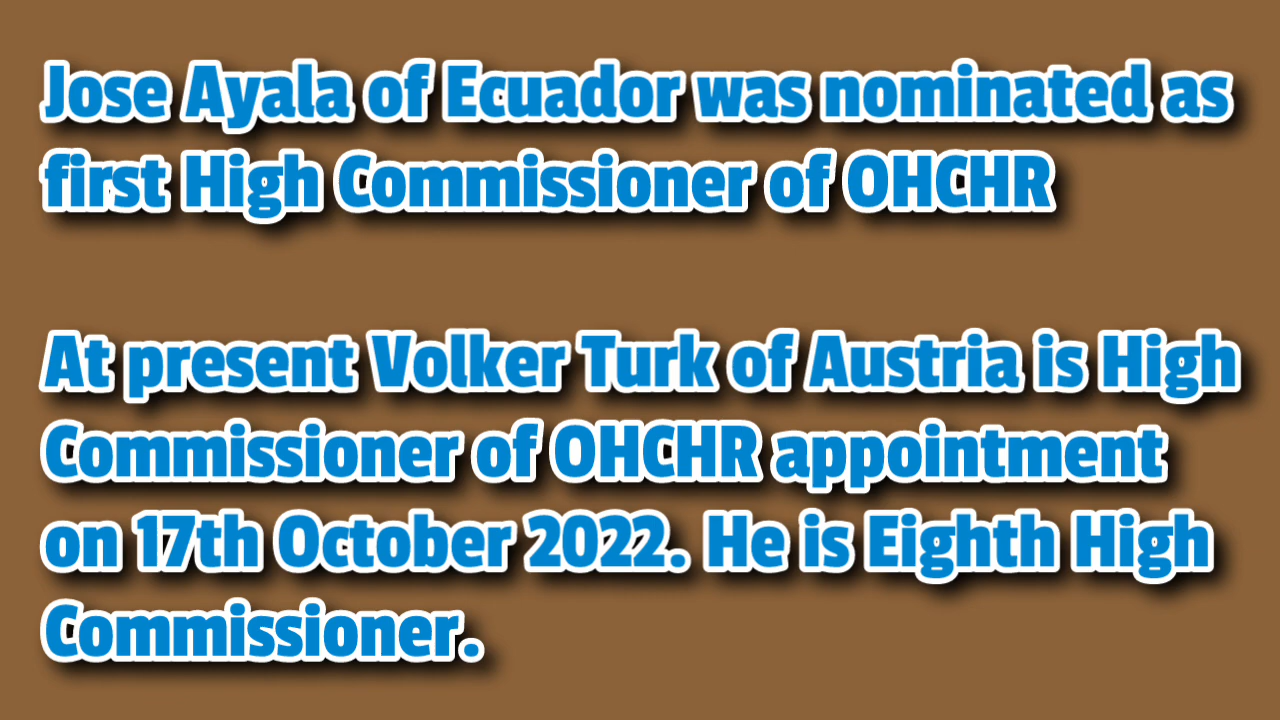 Jose Ayala of Ecuador was nominated as
first High Commissioner of OHCHR
At present Volker Turk of Austria is High
Commissioner of OHCHR appointment
on 17th October 2022. He is Eighth High
Commissioner.